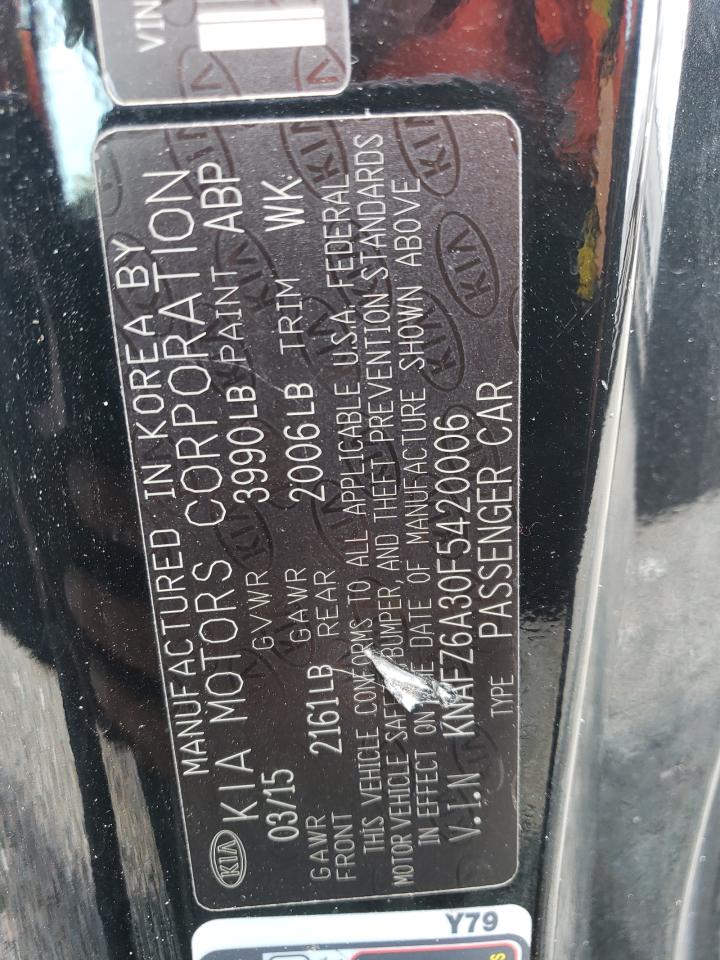 VIN
MANUFACTURED IN KOREA BY
KIA KIA MOTORS CORPORATION
03/15 GVWR 3990LB PAINT ABP
GAWR FRONT 2161LB GAWR REAR 2006LB TRIM WK
THIS VEHICLE CONFORMS TO ALL APPLICABLE U.S.A. FEDERAL
MOTOR VEHICLE SAFETY BUMPER, AND THEFT PREVENTION STANDARDS
IN EFFECT ON THE DATE OF MANUFACTURE SHOWN ABOVE
V.I.N KNAFZ6A30F5420006
TYPE PASSENGER CAR
Y79